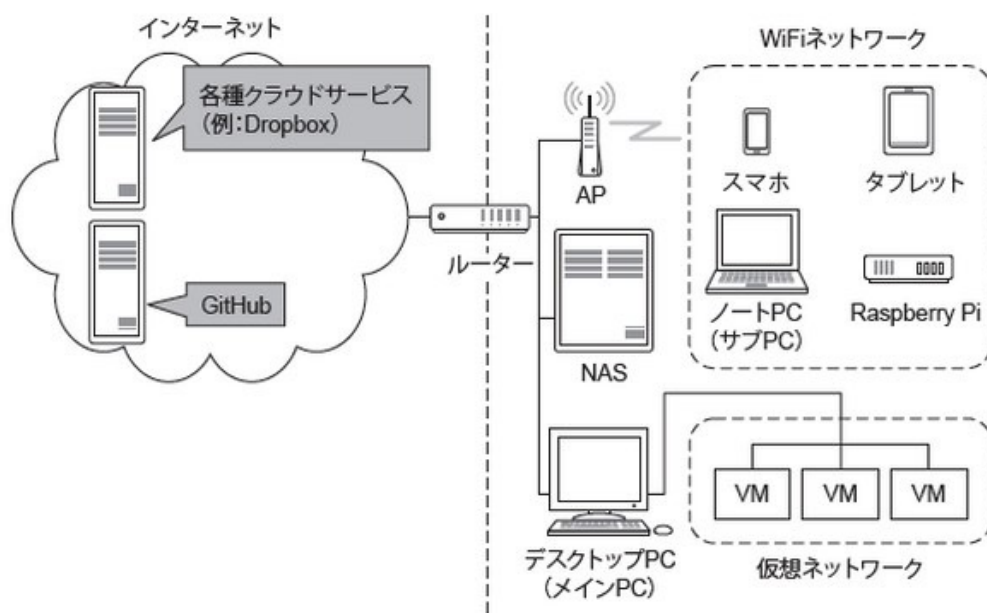 インターネット
各種クラウドサービス
（例：Dropbox）
GitHub
ルーター
AP
NAS
デスクトップPC
（メインPC）
WiFiネットワーク
スマホ
タブレット
ノートPC
（サブPC）
Raspberry Pi
VM
VM
VM
仮想ネットワーク